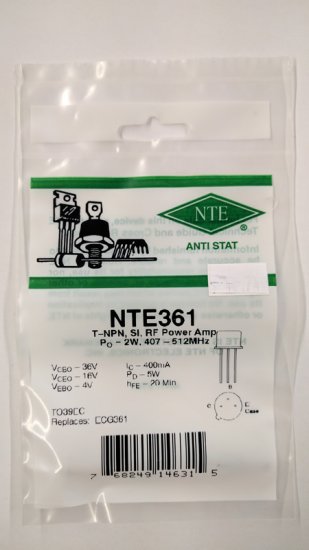 NTE
ANTI STAT
NTE361
T-NPN, SI, RF Power Amp
PO - 2W, 407 - 512MHz
VCBO - 36V IC - 400mA
VCEO - 16V PD - 5W
VEBO - 4V hFE - 20 Min
TO39EC
Replaces: ECG361
E
C
Case
7 68249 14631 5